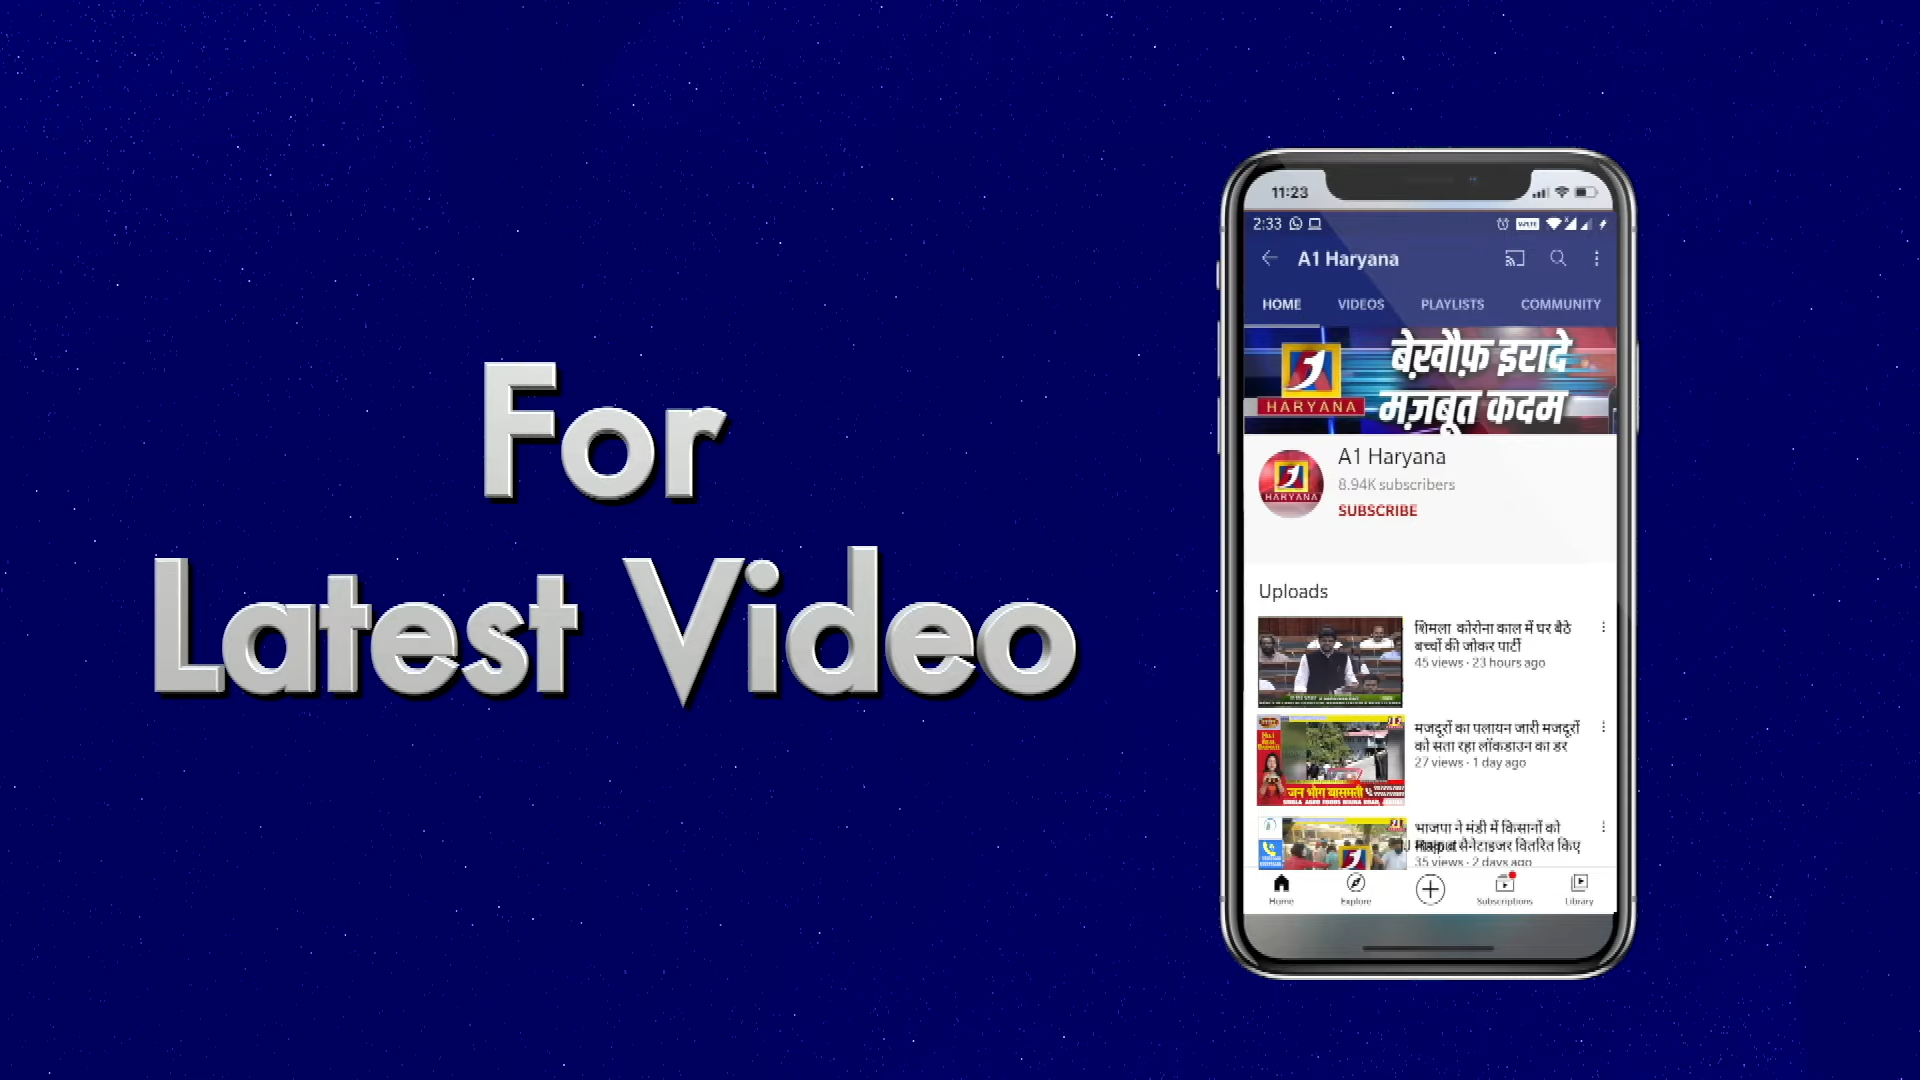 For
Latest Video
11:23
2:33
A1 Haryana
HOME VIDEOS PLAYLISTS COMMUNITY
HARYANA
बेख़ौफ़ इरादे
मज़बूत कदम
HARYANA
A1 Haryana
8.94K subscribers
SUBSCRIBE
Uploads
शिमला कोरोना काल में घर बैठे
बच्चों की जोकर पार्टी
45 views · 23 hours ago
मजदूरों का पलायन जारी मजदूरों
को सता रहा लॉकडाउन का डर
27 views · 1 day ago
जन भोग बासमती
भाजपा ने मंडी में किसानों को
सैनेटाइजर वितरित किए
35 views · 2 days ago
Home Explore Subscriptions Library